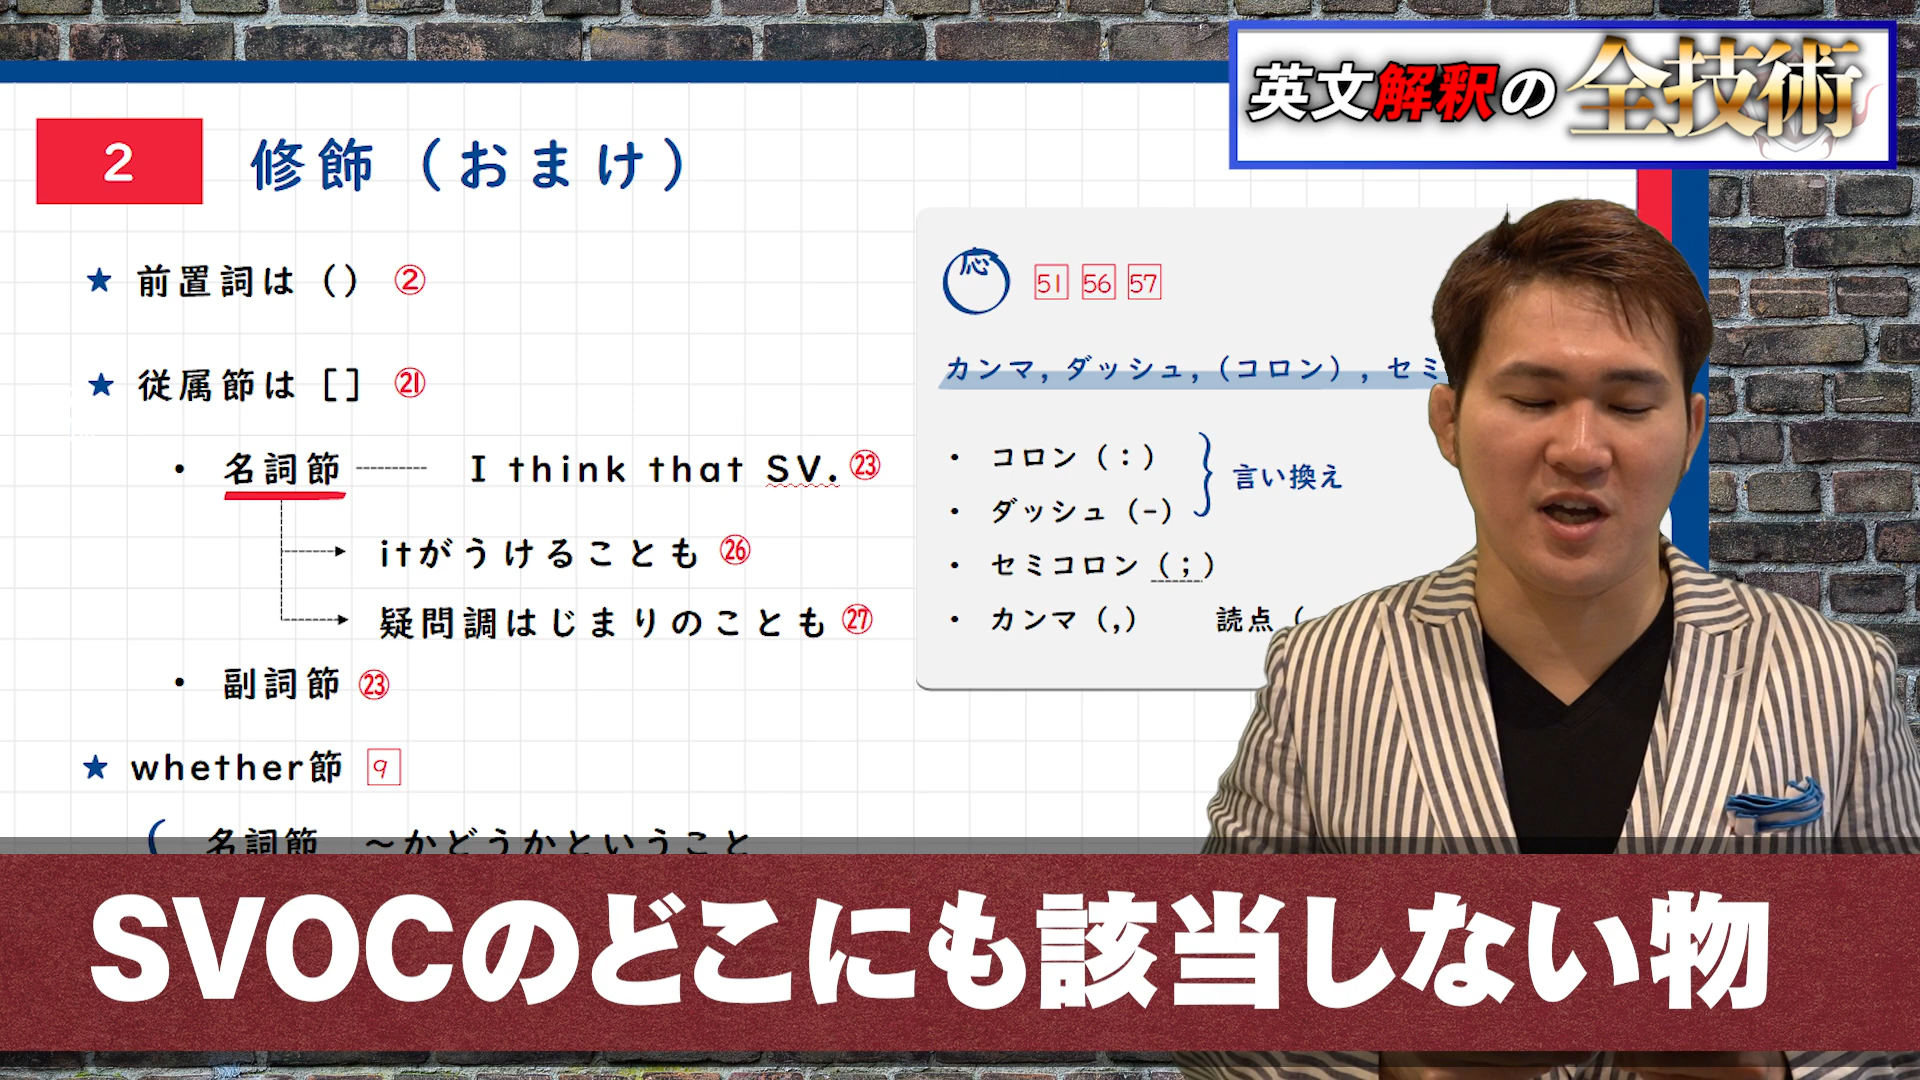 英文解釈の全技術
2 修飾（おまけ）
★ 前置詞は（） ②
★ 従属節は [] ㉑
・ 名詞節 I think that SV. ㉓
itがうけることも ㉖
疑問調はじまりのことも ㉗
・ 副詞節 ㉓
★ whether節 9
( 名詞節 ～かどうかということ
応 51 56 57
カンマ, ダッシュ,（コロン）, セミ
・ コロン（：）
・ ダッシュ（-）
言い換え
・ セミコロン（；）
・ カンマ（,） 読点（
SVOCのどこにも該当しない物